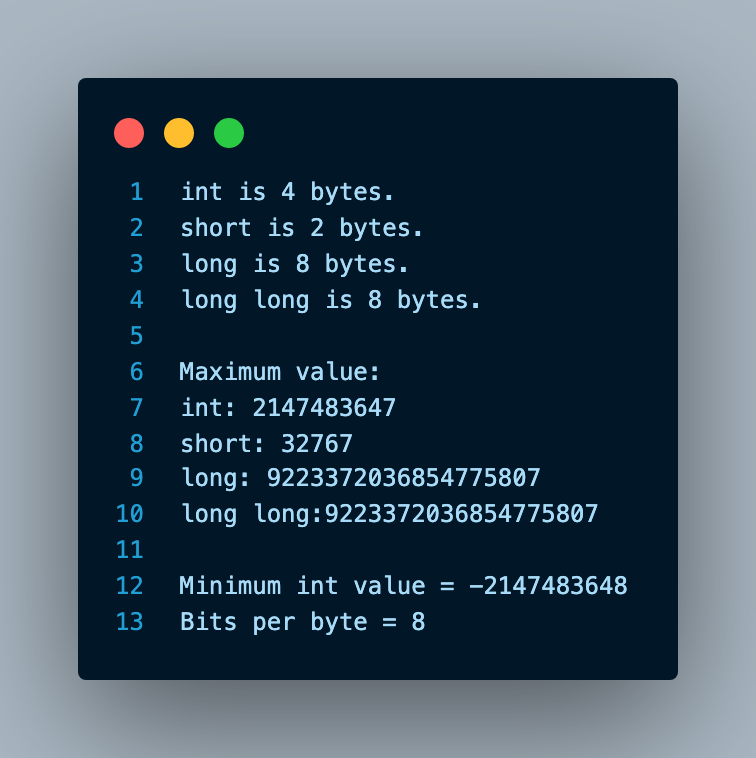 1 int is 4 bytes.
2 short is 2 bytes.
3 long is 8 bytes.
4 long long is 8 bytes.
5
6 Maximum value:
7 int: 2147483647
8 short: 32767
9 long: 9223372036854775807
10 long long:9223372036854775807
11
12 Minimum int value = -2147483648
13 Bits per byte = 8